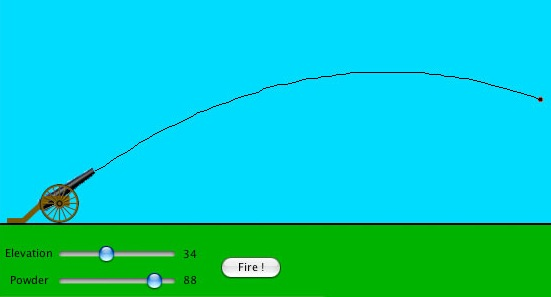 Elevation 34
Powder 88
Fire !